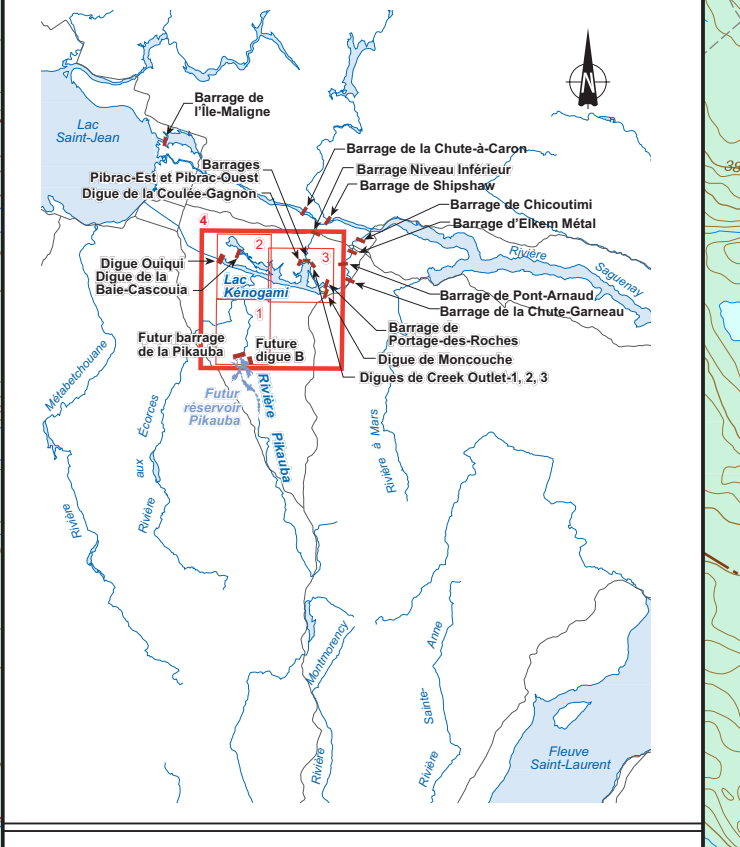 N
Barrage de
l'Île-Maligne
Lac
Saint-Jean
Barrage de la Chute-à-Caron
Barrages
Pibrac-Est et Pibrac-Ouest
Barrage Niveau Inférieur
Digue de la Coulée-Gagnon
Barrage de Shipshaw
Barrage de Chicoutimi
Barrage d'Elkem Métal
4
2
3
1
Rivière
Saguenay
Digue Ouiqui
Digue de la
Baie-Cascouia
Lac
Kénogami
Barrage de Pont-Arnaud
Barrage de la Chute-Garneau
Barrage de
Portage-des-Roches
Futur barrage
de la Pikauba
Future
digue B
Digue de Moncouche
Digues de Creek Outlet-1, 2, 3
Futur
réservoir
Pikauba
Rivière
Pikauba
Métabetchouane
Rivière
Écorces
aux
Rivière
Rivière à Mars
Montmorency
Rivière
Anne
Sainte-
Rivière
Fleuve
Saint-Laurent